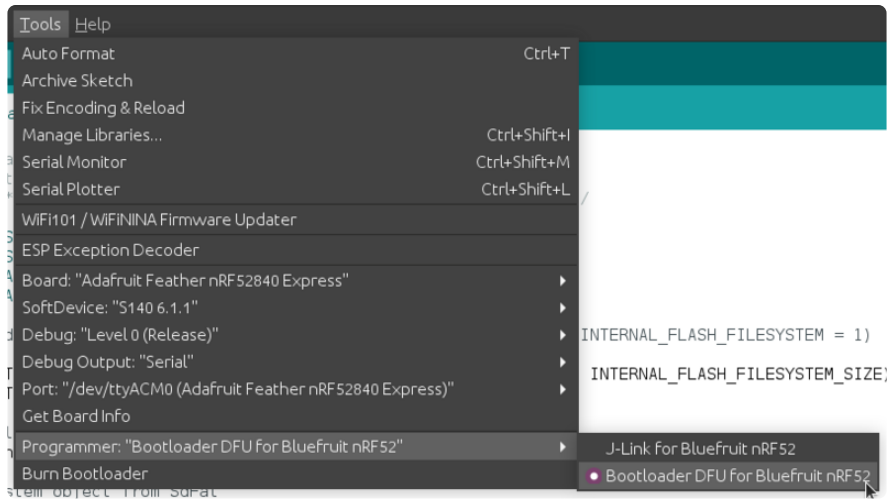 Tools Help
Auto Format Ctrl+T
Archive Sketch
Fix Encoding & Reload
Manage Libraries... Ctrl+Shift+I
Serial Monitor Ctrl+Shift+M
Serial Plotter Ctrl+Shift+L
WiFi101 / WiFiNINA Firmware Updater
ESP Exception Decoder
Board: "Adafruit Feather nRF52840 Express"
SoftDevice: "S140 6.1.1"
Debug: "Level 0 (Release)" INTERNAL_FLASH_FILESYSTEM = 1)
Debug Output: "Serial" INTERNAL_FLASH_FILESYSTEM_SIZE)
Port: "/dev/ttyACM0 (Adafruit Feather nRF52840 Express)"
Get Board Info
Programmer: "Bootloader DFU for Bluefruit nRF52" J-Link for Bluefruit nRF52
Burn Bootloader Bootloader DFU for Bluefruit nRF52
object from SdFat